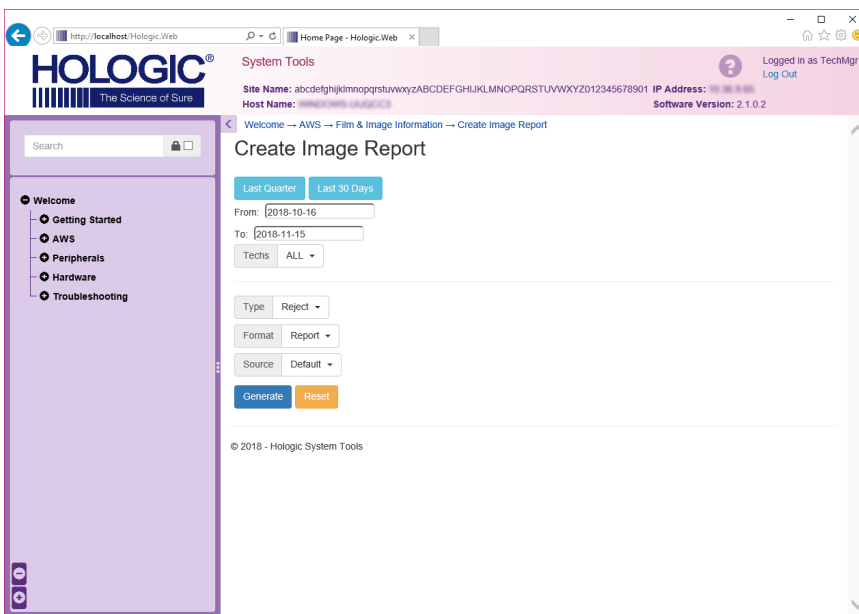 http://localhost/Hologic.Web
Home Page - Hologic.Web
HOLOGIC®
The Science of Sure
System Tools
Logged in as TechMgr
Log Out
Site Name: abcdefghijklmnopqrstuvwxyzABCDEFGHIJKLMNOPQRSTUVWXYZ012345678901 IP Address:
Host Name:
Software Version: 2.1.0.2
Welcome → AWS → Film & Image Information → Create Image Report
Search
Create Image Report
Last Quarter Last 30 Days
From: 2018-10-16
To: 2018-11-15
Techs ALL
Type Reject
Format Report
Source Default
Generate Reset
© 2018 - Hologic System Tools
Welcome
Getting Started
AWS
Peripherals
Hardware
Troubleshooting